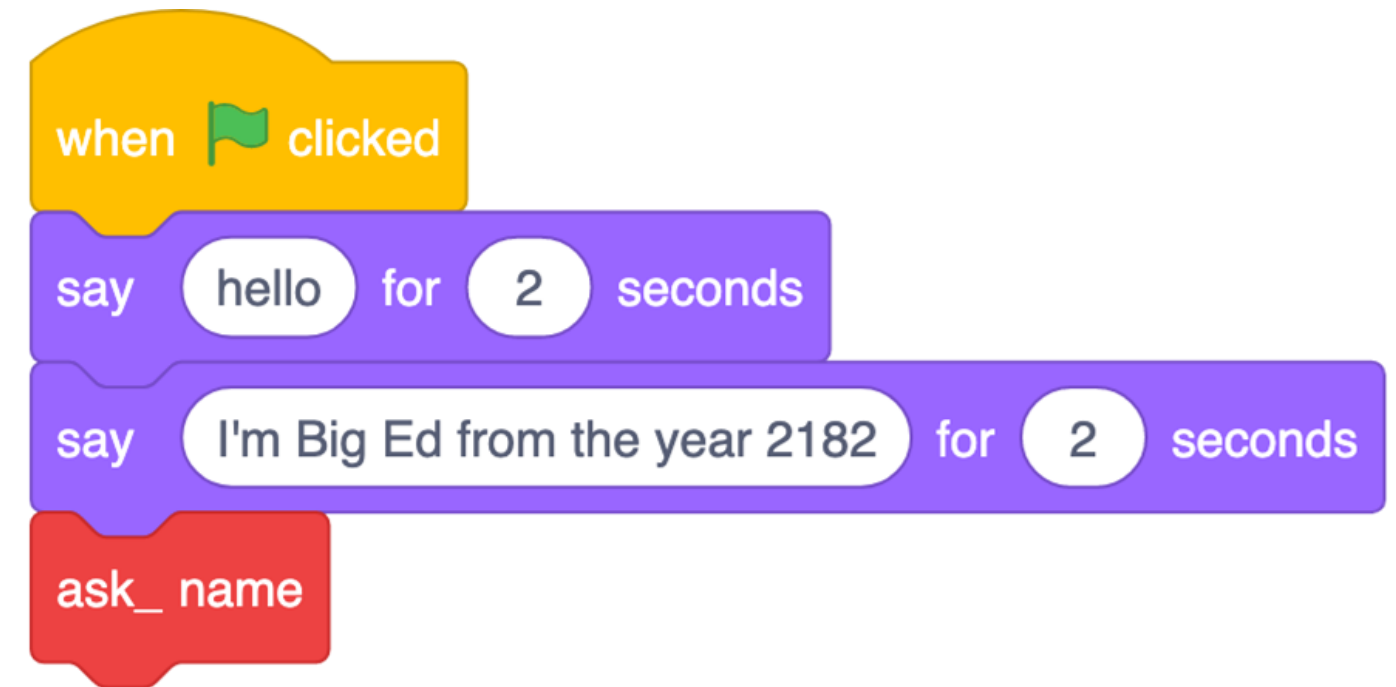 when clicked
say hello for 2 seconds
say I'm Big Ed from the year 2182 for 2 seconds
ask_ name